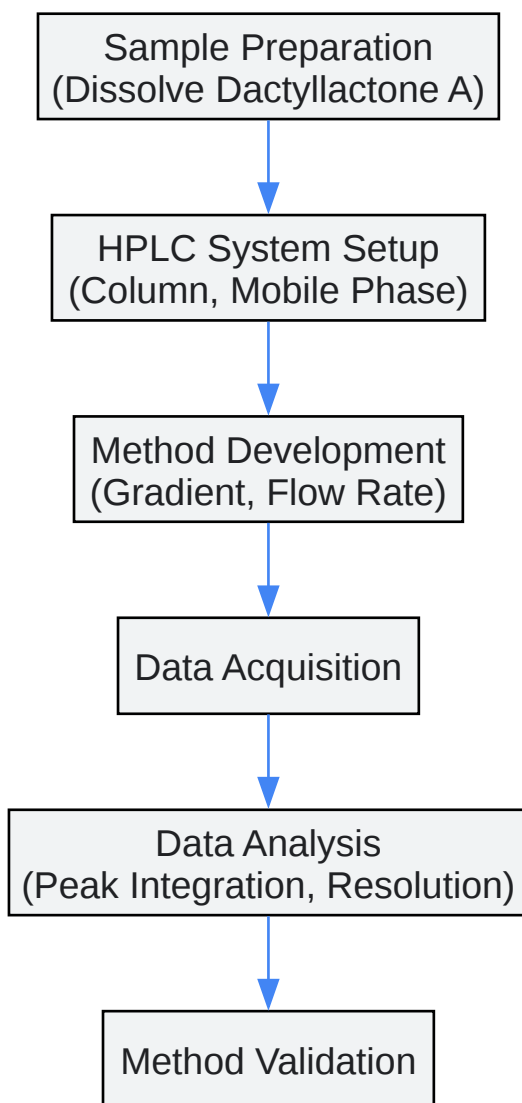 Sample Preparation
(Dissolve Dactyllactone A)
HPLC System Setup
(Column, Mobile Phase)
Method Development
(Gradient, Flow Rate)
Data Acquisition
Data Analysis
(Peak Integration, Resolution)
Method Validation